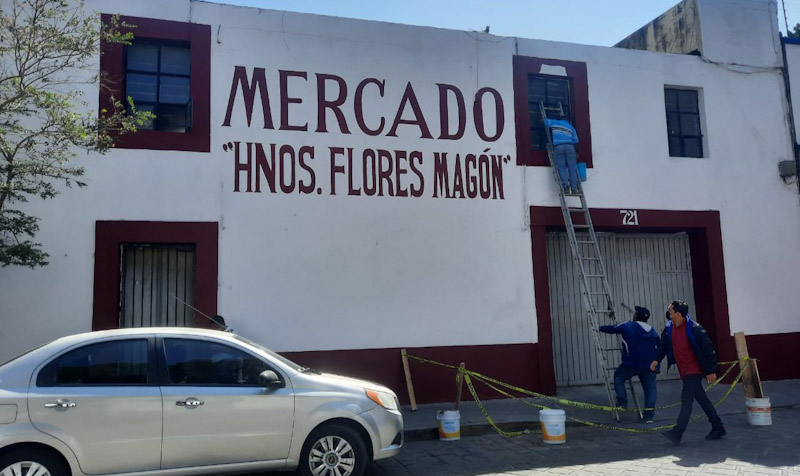 MERCADO
"HNOS. FLORES MAGÓN"
721